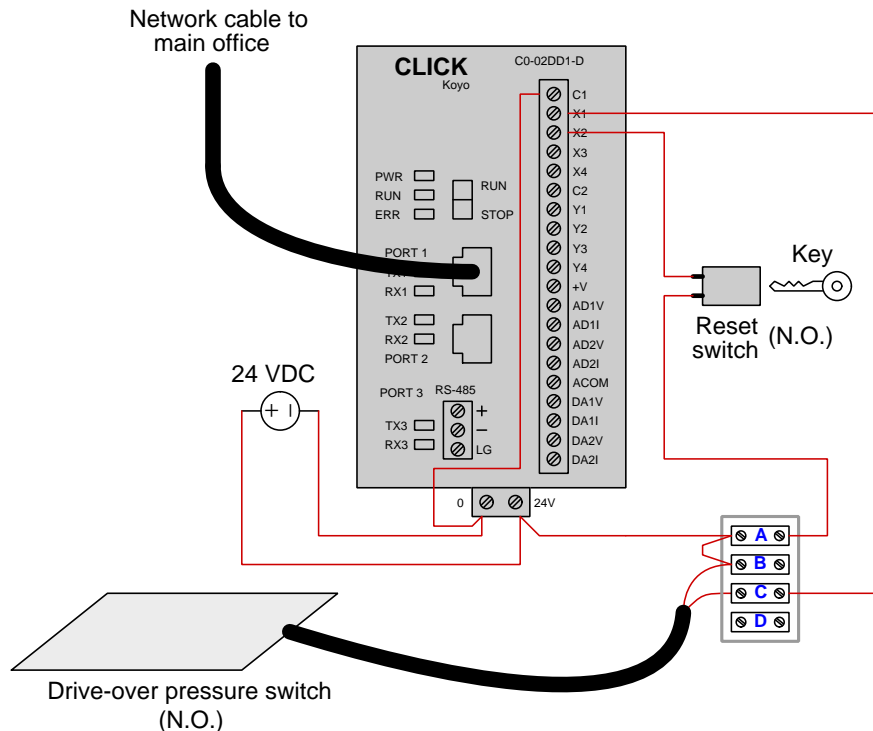 Network cable to
main office
CLICK
Koyo
C0-02DD1-D
C1
X1
X2
X3
X4
C2
Y1
Y2
Y3
Y4
+V
AD1V
AD1I
AD2V
AD2I
ACOM
DA1V
DA1I
DA2V
DA2I
PWR
RUN
ERR
RUN
STOP
PORT 1
TX1
RX1
TX2
RX2
PORT 2
PORT 3
RS-485
TX3
RX3
+
−
LG
0
24V
24 VDC
+
−
Key
Reset
switch
(N.O.)
A
B
C
D
Drive-over pressure switch
(N.O.)